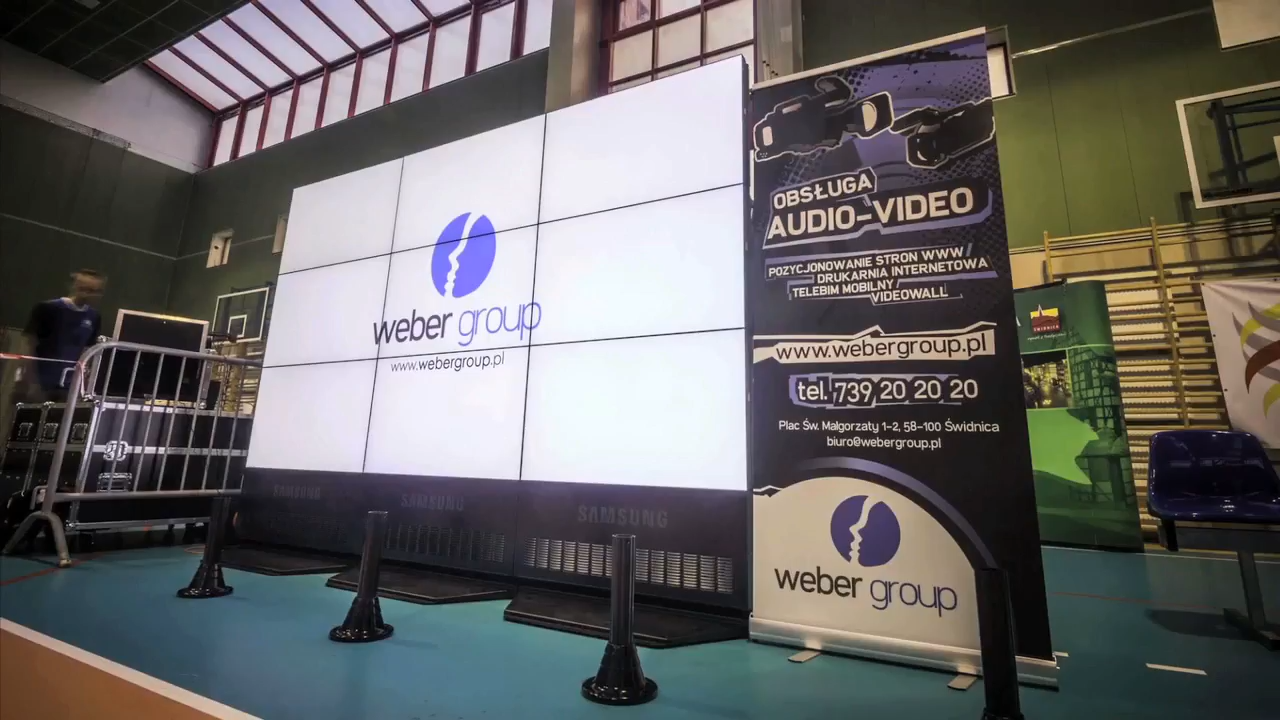 weber group
www.webergroup.pl
SAMSUNG
SAMSUNG
SAMSUNG
OBSŁUGA
AUDIO-VIDEO
POZYCJONOWANIE STRON WWW
DRUKARNIA INTERNETOWA
TELEBIM MOBILNY
VIDEOWALL
www.webergroup.pl
tel. 739 20 20 20
Plac Św. Małgorzaty 1-2, 58-100 Świdnica
biuro@webergroup.pl
weber group
ŚWIDNICA